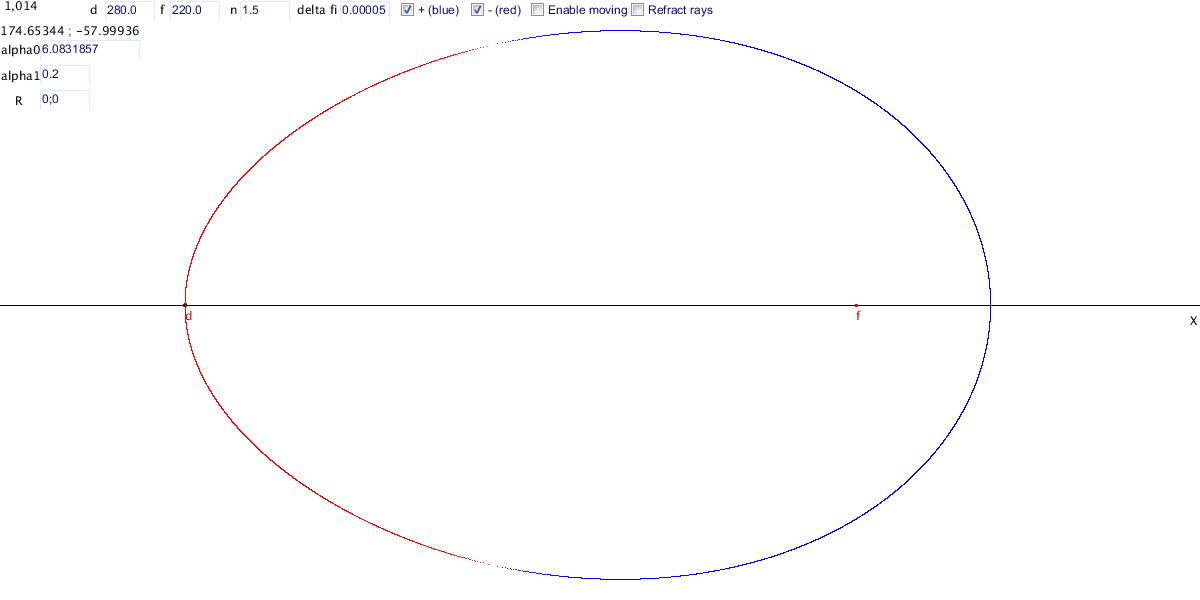 1,014 d 280.0 f 220.0 n 1.5 delta fi 0.00005 + (blue) - (red) Enable moving Refract rays
174.65344 ; −57.99936
alpha0 6.0831857
alpha1 0.2
R 0;0
d f
X